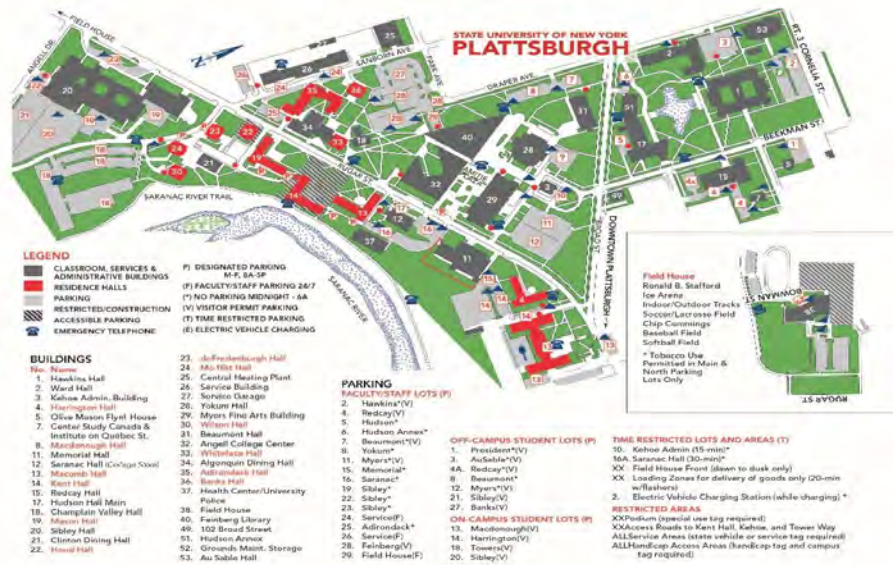 STATE UNIVERSITY OF NEW YORK
PLATTSBURGH
FIELD HOUSE
ANGELL DR.
SANBORN AVE
PARK AVE
DRAPER AVE.
RT. 3 CORNELIA ST.
BEEKMAN ST.
RUGAR ST.
AMITIE PLAZA
BROAD ST.
DOWNTOWN PLATTSBURGH
SARANAC RIVER TRAIL
SARANAC RIVER
LEGEND
CLASSROOM, SERVICES &
ADMINISTRATIVE BUILDINGS
RESIDENCE HALLS
PARKING
RESTRICTED/CONSTRUCTION
ACCESSIBLE PARKING
EMERGENCY TELEPHONE
P) DESIGNATED PARKING
M-F, 8A-5P
(F) FACULTY/STAFF PARKING 24/7
(*) NO PARKING MIDNIGHT - 6A
(V) VISITOR PERMIT PARKING
(T) TIME RESTRICTED PARKING
(E) ELECTRIC VEHICLE CHARGING
Field House
Ronald B. Stafford
Ice Arena
Indoor/Outdoor Tracks
Soccer/Lacrosse Field
Chip Cummings
Baseball Field
Softball Field
* Tobacco Use
Permitted in Main &
North Parking
Lots Only
BOWMAN ST.
RUGAR ST.
BUILDINGS
No. Name
1. Hawkins Hall
2. Ward Hall
3. Kehoe Admin. Building
4. Harrington Hall
5. Olive Mason Flynt House
7. Center Study Canada &
Institute on Québec St.
8. Macdonough Hall
11. Memorial Hall
12. Saranac Hall (College Store)
13. Macomb Hall
14. Kent Hall
15. Redcay Hall
17. Hudson Hall Main
18. Champlain Valley Hall
19. Mason Hall
20. Sibley Hall
21. Clinton Dining Hall
22. Hood Hall
23. deFredenburgh Hall
24. Moffitt Hall
25. Central Heating Plant
26. Service Building
27. Service Garage
28. Yokum Hall
29. Myers Fine Arts Building
30. Wilson Hall
31. Beaumont Hall
32. Angell College Center
33. Whiteface Hall
34. Algonquin Dining Hall
35. Adirondack Hall
36. Banks Hall
37. Health Center/University
Police
38. Field House
40. Feinberg Library
49. 102 Broad Street
51. Hudson Annex
52. Grounds Maint. Storage
53. Au Sable Hall
PARKING
FACULTY/STAFF LOTS (P)
2. Hawkins*(V)
4. Redcay(V)
5. Hudson*
6. Hudson Annex*
7. Beaumont*(V)
8. Yokum*
11. Myers*(V)
15. Memorial*
16. Saranac*
19. Sibley*
22. Sibley*
23. Sibley*
24. Service(F)
25. Adirondack*
26. Service(F)
28. Feinberg(V)
29. Field House(F)
OFF-CAMPUS STUDENT LOTS (P)
1. President*(V)
3. AuSable*(V)
4A. Redcay*(V)
8 Beaumont*
12. Myers*(V)
21. Sibley(V)
27. Banks(V)
ON-CAMPUS STUDENT LOTS (P)
13. Macdonough(V)
14. Harrington(V)
18. Towers(V)
20. Sibley(V)
TIME RESTRICTED LOTS AND AREAS (T)
10. Kehoe Admin (15-min)*
16A. Saranac Hall (30-min)*
XX Field House Front (dawn to dusk only)
XX Loading Zones for delivery of goods only (20-min
w/flashers)
2. Electric Vehicle Charging Station (while charging) *
RESTRICTED AREAS
XXPodium (special use tag required)
XXAccess Roads to Kent Hall, Kehoe, and Tower Way
ALLService Areas (state vehicle or service tag required)
ALLHandicap Access Areas (handicap tag and campus
tag required)